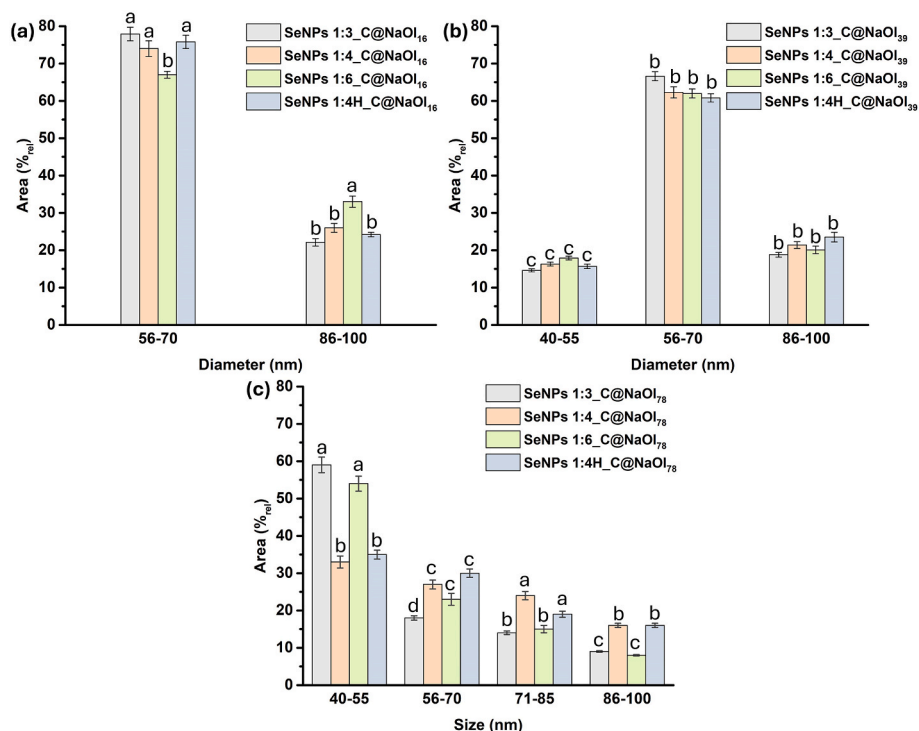 (a)
80
70
60
50
40
30
20
10
0
Area (%rel)
a
a
b
a
b
b
a
b
SeNPs 1:3_C@NaOl16
SeNPs 1:4_C@NaOl16
SeNPs 1:6_C@NaOl16
SeNPs 1:4H_C@NaOl16
56-70
86-100
Diameter (nm)
(b)
80
70
60
50
40
30
20
10
0
Area (%rel)
c
c
c
c
b
b
b
b
b
b
b
b
SeNPs 1:3_C@NaOl39
SeNPs 1:4_C@NaOl39
SeNPs 1:6_C@NaOl39
SeNPs 1:4H_C@NaOl39
40-55
56-70
86-100
Diameter (nm)
(c)
80
70
60
50
40
30
20
10
0
Area (%rel)
a
b
a
b
d
c
c
c
b
a
b
a
c
b
c
b
SeNPs 1:3_C@NaOl78
SeNPs 1:4_C@NaOl78
SeNPs 1:6_C@NaOl78
SeNPs 1:4H_C@NaOl78
40-55
56-70
71-85
86-100
Size (nm)